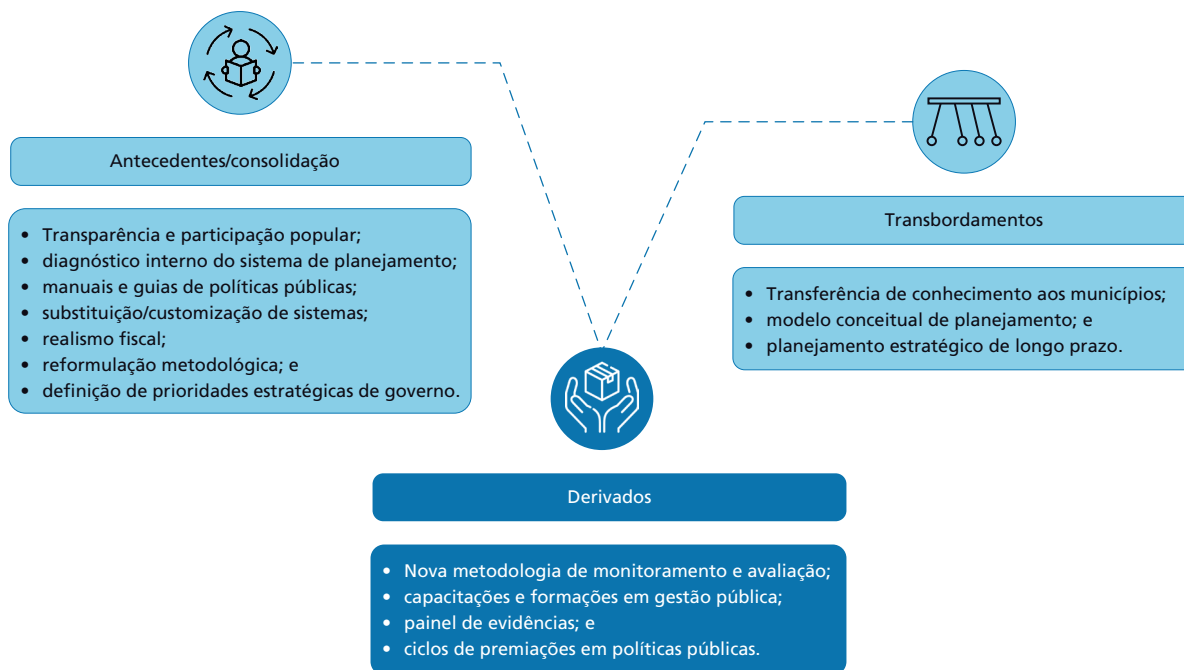 Antecedentes/consolidação
• Transparência e participação popular;
• diagnóstico interno do sistema de planejamento;
• manuais e guias de políticas públicas;
• substituição/customização de sistemas;
• realismo fiscal;
• reformulação metodológica; e
• definição de prioridades estratégicas de governo.
Transbordamentos
• Transferência de conhecimento aos municípios;
• modelo conceitual de planejamento; e
• planejamento estratégico de longo prazo.
Derivados
• Nova metodologia de monitoramento e avaliação;
• capacitações e formações em gestão pública;
• painel de evidências; e
• ciclos de premiações em políticas públicas.